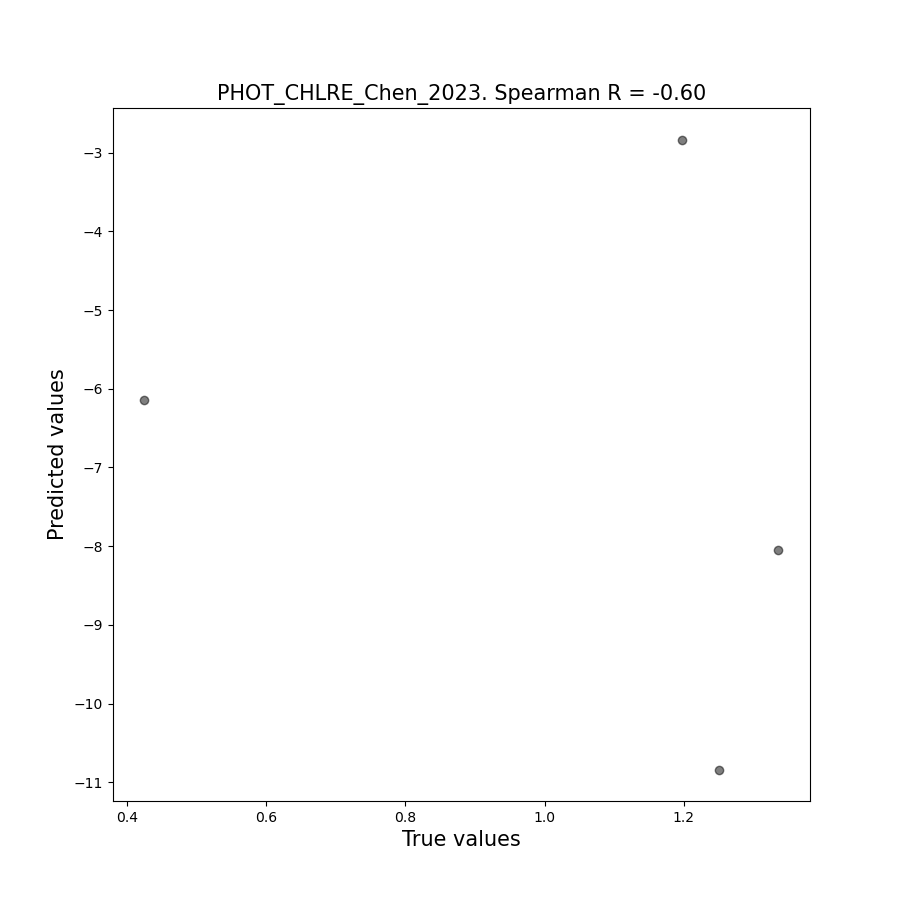 PHOT_CHLRE_Chen_2023. Spearman R = -0.60
−3
−4
−5
−6
−7
−8
−9
−10
−11
Predicted values
0.4 0.6 0.8 1.0 1.2
True values